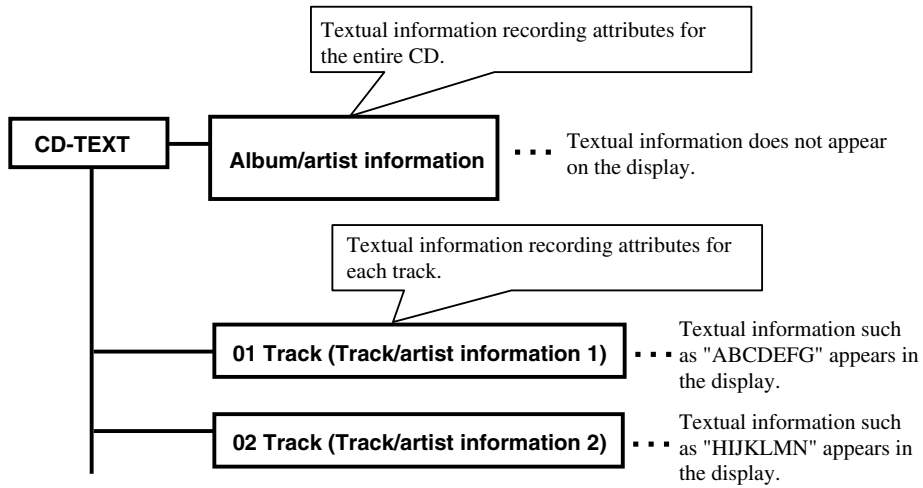 Textual information recording attributes for
the entire CD.
CD-TEXT
Album/artist information
Textual information does not appear
on the display.
Textual information recording attributes for
each track.
01 Track (Track/artist information 1)
Textual information such
as "ABCDEFG" appears in
the display.
02 Track (Track/artist information 2)
Textual information such
as "HIJKLMN" appears in
the display.